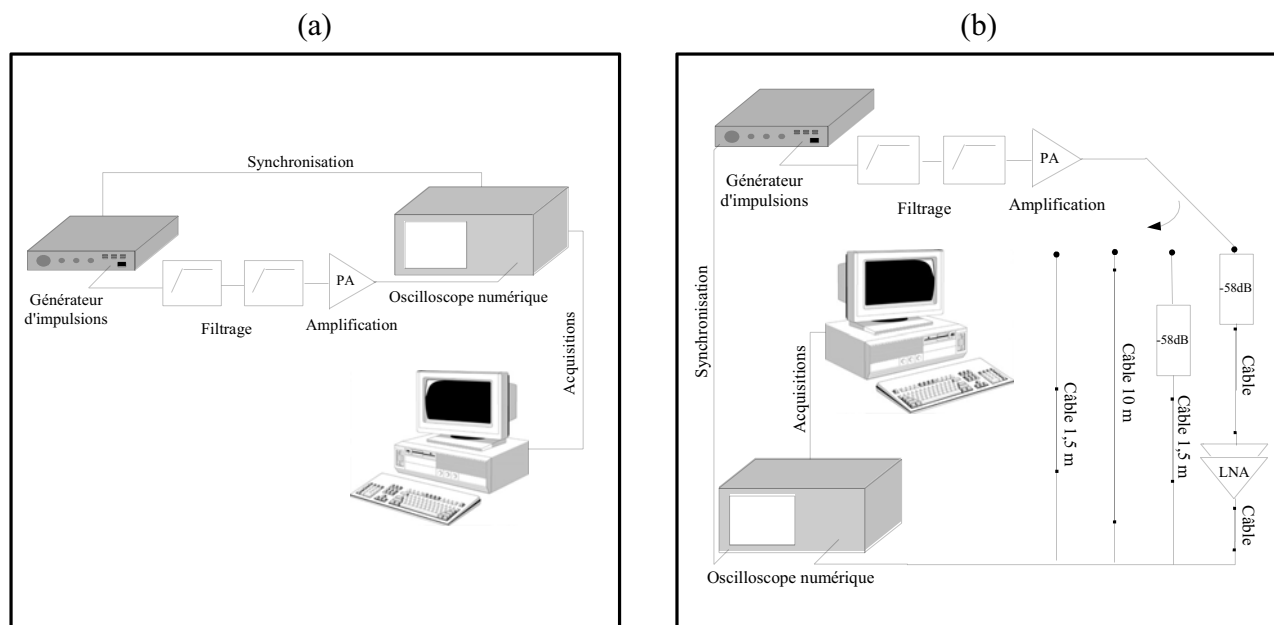 (a)
(b)
Synchronisation
Générateur
d'impulsions
Filtrage
PA
Amplification
Oscilloscope numérique
Acquisitions
Générateur
d'impulsions
Filtrage
PA
Amplification
Synchronisation
Acquisitions
Oscilloscope numérique
Câble 1,5 m
Câble 10 m
-58dB
Câble 1,5 m
-58dB
Câble
LNA
Câble